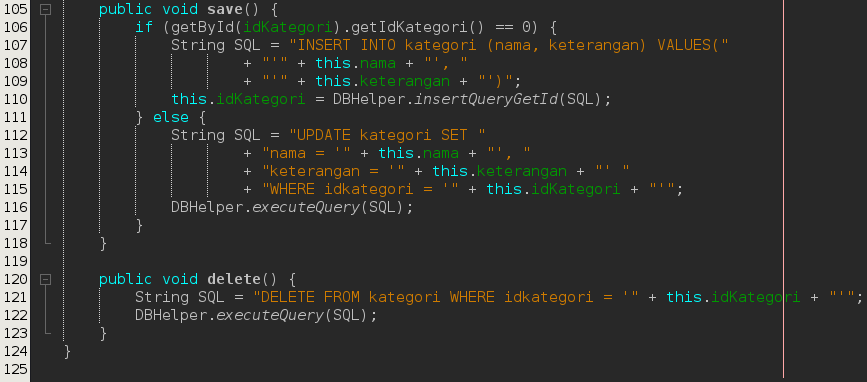 105 public void save() {
106 if (getById(idKategori).getIdKategori() == 0) {
107 String SQL = "INSERT INTO kategori (nama, keterangan) VALUES("
108 + "'" + this.nama + "', "
109 + "'" + this.keterangan + "')";
110 this.idKategori = DBHelper.insertQueryGetId(SQL);
111 } else {
112 String SQL = "UPDATE kategori SET "
113 + "nama = '" + this.nama + "', "
114 + "keterangan = '" + this.keterangan + "' "
115 + "WHERE idkategori = '" + this.idKategori + "'";
116 DBHelper.executeQuery(SQL);
117 }
118 }
119
120 public void delete() {
121 String SQL = "DELETE FROM kategori WHERE idkategori = '" + this.idKategori + "'";
122 DBHelper.executeQuery(SQL);
123 }
124 }
125